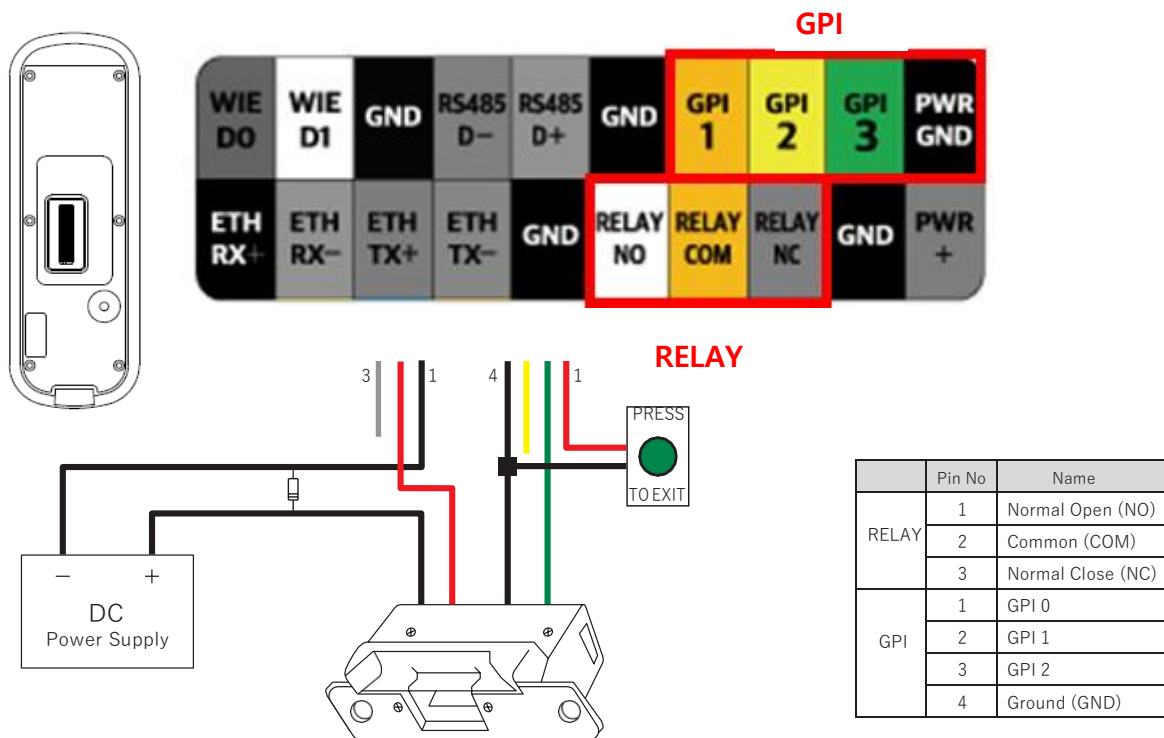 GPI
WIE WIE GND RS485 RS485 GND GPI GPI GPI PWR
D0 D1 D- D+ 1 2 3 GND
ETH ETH ETH ETH GND RELAY RELAY RELAY GND PWR
RX+ RX- TX+ TX- NO COM NC +
RELAY
3 1 4 1
PRESS
TO EXIT
— +
DC
Power Supply
Pin No Name
RELAY
1 Normal Open (NO)
2 Common (COM)
3 Normal Close (NC)
GPI
1 GPI 0
2 GPI 1
3 GPI 2
4 Ground (GND)